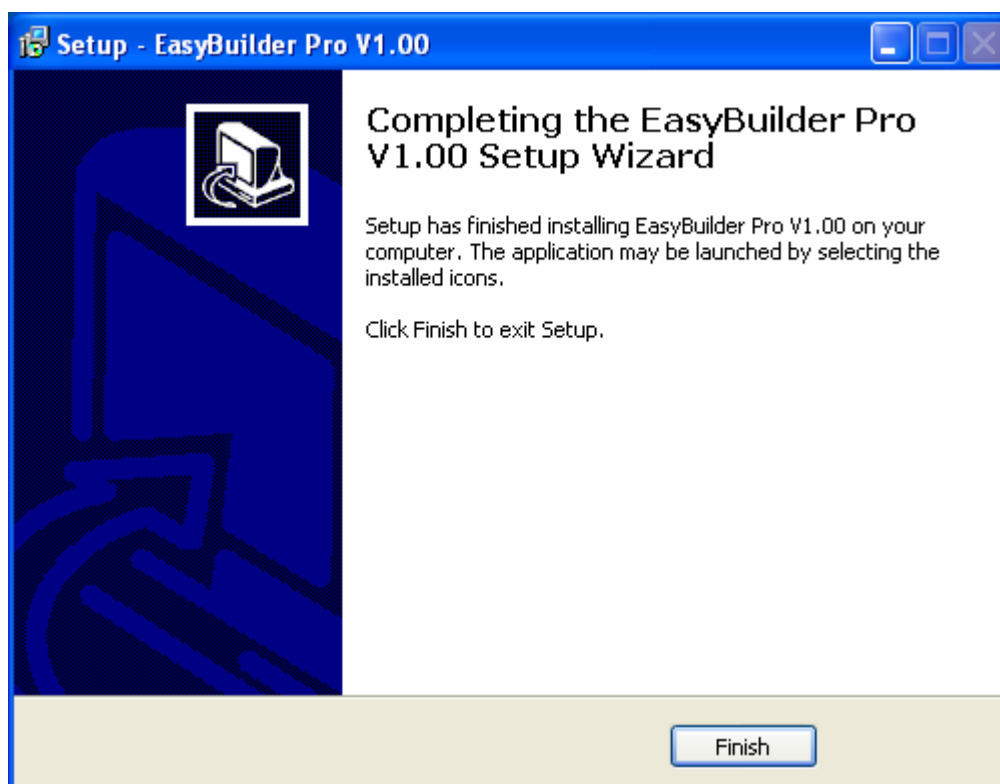 Setup - EasyBuilder Pro V1.00
Completing the EasyBuilder Pro
V1.00 Setup Wizard
Setup has finished installing EasyBuilder Pro V1.00 on your
computer. The application may be launched by selecting the
installed icons.
Click Finish to exit Setup.
Finish